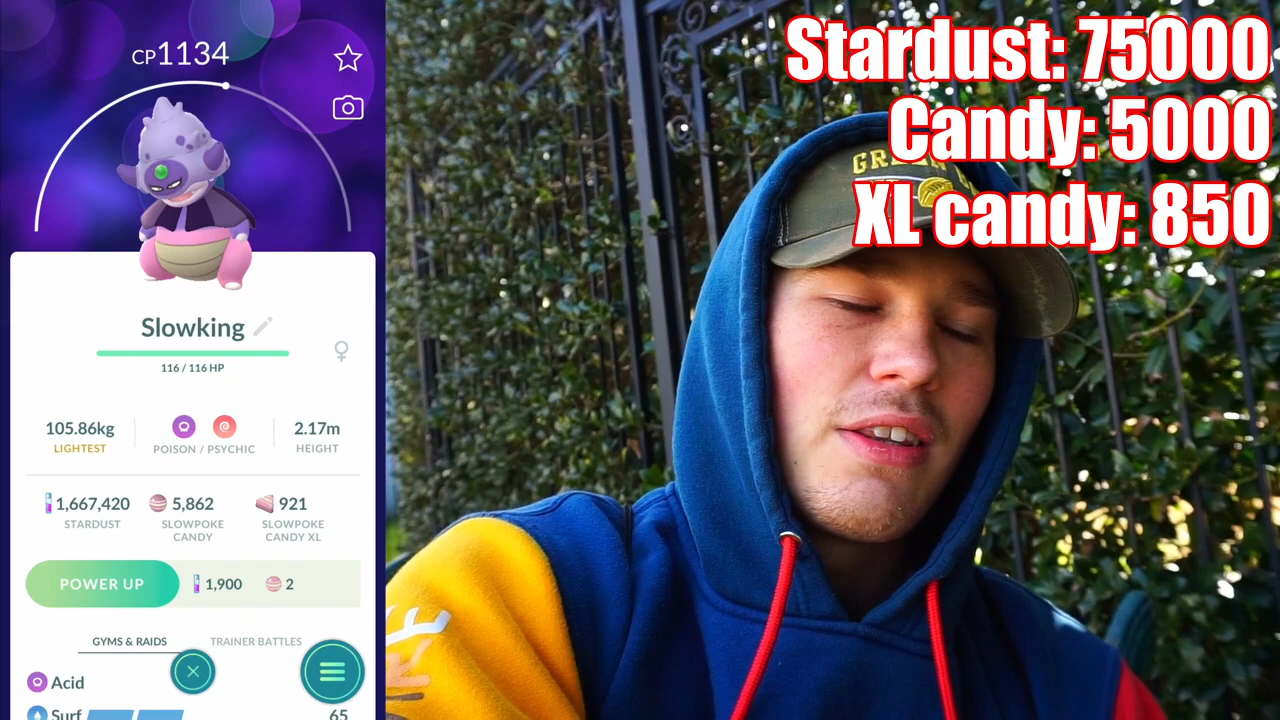 CP1134
Slowking
116 / 116 HP
105.86kg
LIGHTEST
POISON / PSYCHIC
2.17m
HEIGHT
1,667,420
STARDUST
5,862
SLOWPOKE
CANDY
921
SLOWPOKE
CANDY XL
POWER UP
1,900
2
GYMS & RAIDS
TRAINER BATTLES
Acid
Surf
65
Stardust: 75000
Candy: 5000
XL candy: 850